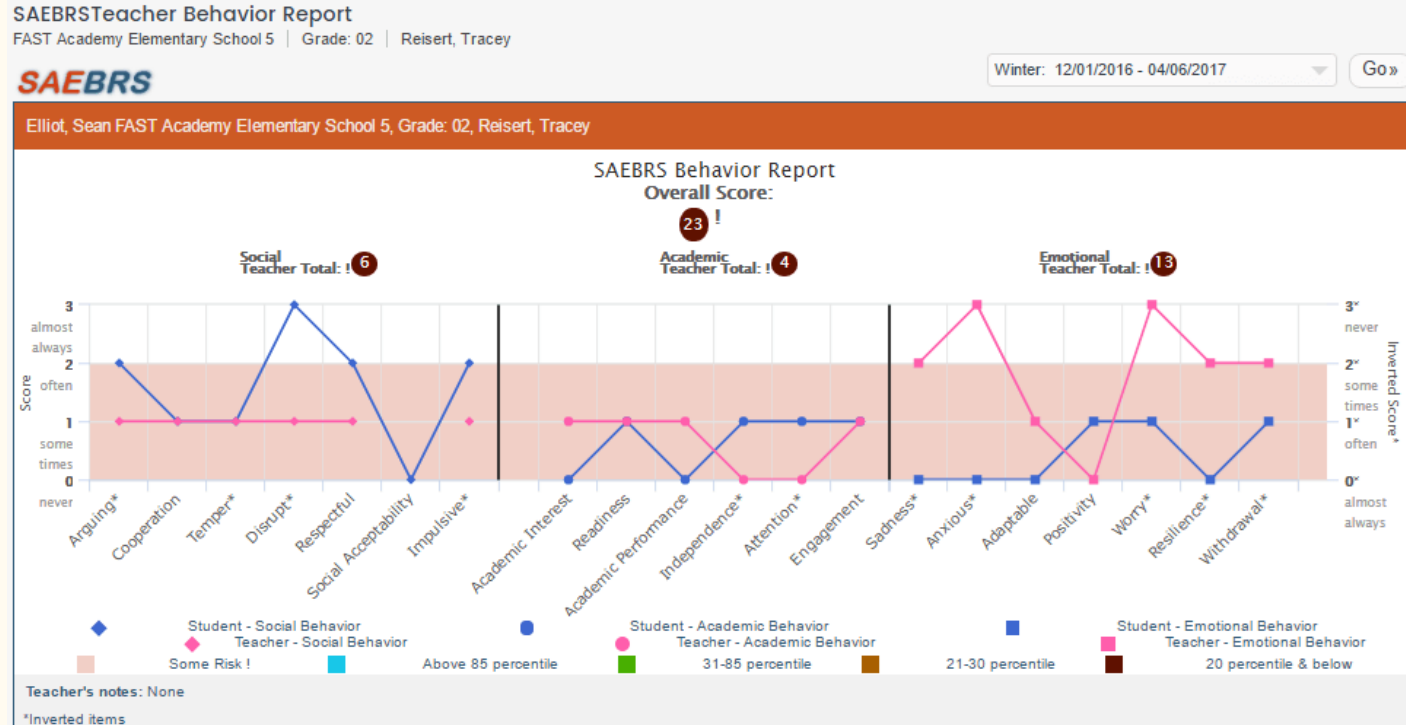 SAEBRSTeacher Behavior Report
FAST Academy Elementary School 5 | Grade: 02 | Reisert, Tracey
Winter: 12/01/2016 - 04/06/2017
Go»
SAEBRS
Elliot, Sean FAST Academy Elementary School 5, Grade: 02, Reisert, Tracey
SAEBRS Behavior Report
Overall Score:
23 !
Social
Teacher Total: ! 6
Academic
Teacher Total: ! 4
Emotional
Teacher Total: ! 13
Score
3
almost
always
2
often
1
some
times
0
never
3*
never
2*
some
times
1*
often
0*
almost
always
Inverted Score*
Arguing*
Cooperation
Temper*
Disrupt*
Respectful
Social Acceptability
Impulsive*
Academic Interest
Readiness
Academic Performance
Independence*
Attention*
Engagement
Sadness*
Anxious*
Adaptable
Positivity
Worry*
Resilience*
Withdrawal*
Student - Social Behavior
Student - Academic Behavior
Student - Emotional Behavior
Teacher - Social Behavior
Teacher - Academic Behavior
Teacher - Emotional Behavior
Some Risk !
Above 85 percentile
31-85 percentile
21-30 percentile
20 percentile & below
Teacher's notes: None
*Inverted items